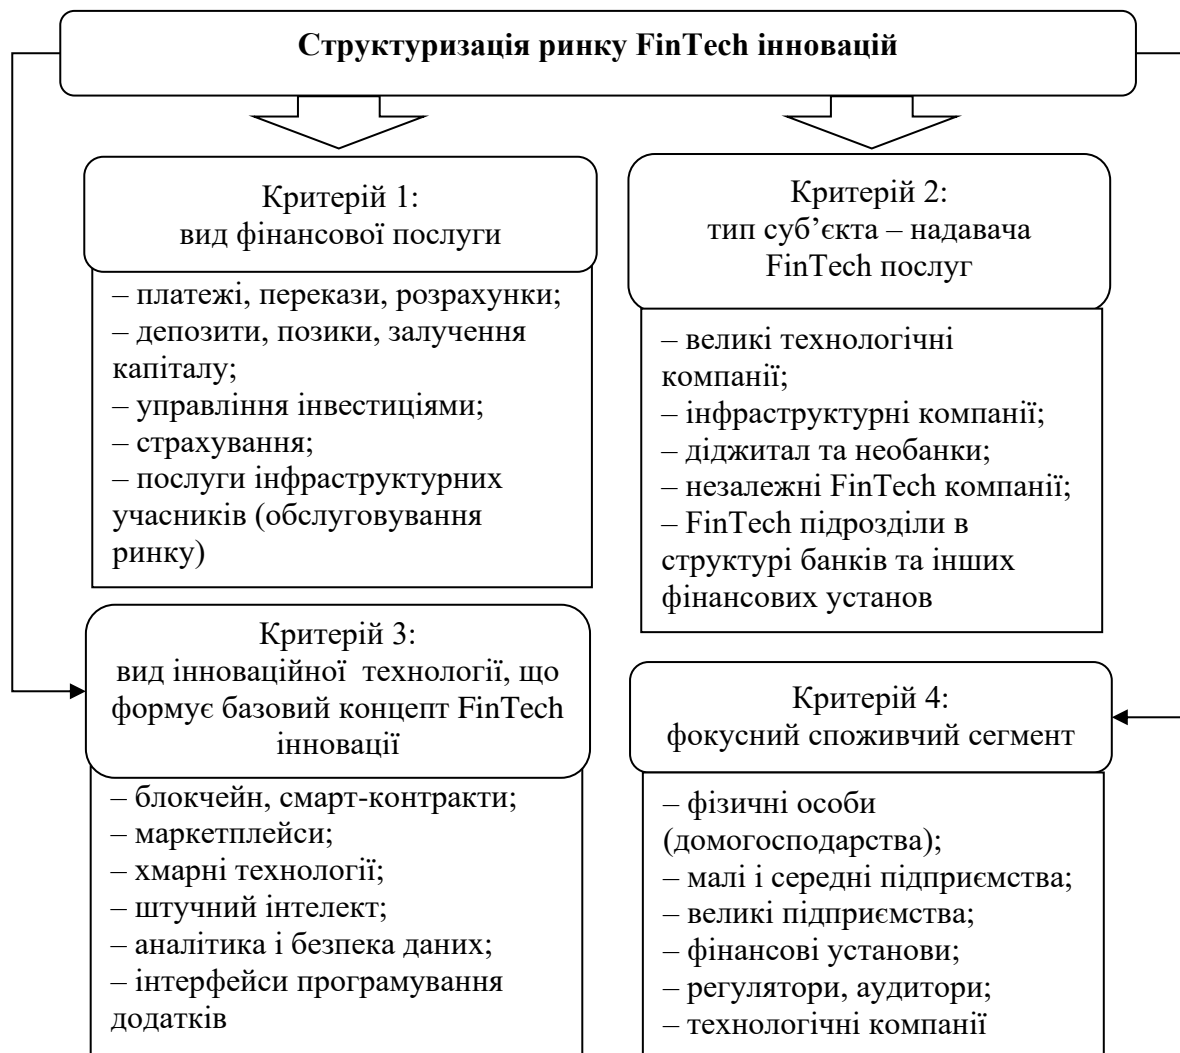 Структуризація ринку FinTech інновацій
Критерій 1:
вид фінансової послуги
– платежі, перекази, розрахунки;
– депозити, позики, залучення
капіталу;
– управління інвестиціями;
– страхування;
– послуги інфраструктурних
учасників (обслуговування
ринку)
Критерій 2:
тип суб’єкта – надавача
FinTech послуг
– великі технологічні
компанії;
– інфраструктурні компанії;
– діджитал та необанки;
– незалежні FinTech компанії;
– FinTech підрозділи в
структурі банків та інших
фінансових установ
Критерій 3:
вид інноваційної технології, що
формує базовий концепт FinTech
інновації
– блокчейн, смарт-контракти;
– маркетплейси;
– хмарні технології;
– штучний інтелект;
– аналітика і безпека даних;
– інтерфейси програмування
додатків
Критерій 4:
фокусний споживчий сегмент
– фізичні особи
(домогосподарства);
– малі і середні підприємства;
– великі підприємства;
– фінансові установи;
– регулятори, аудитори;
– технологічні компанії